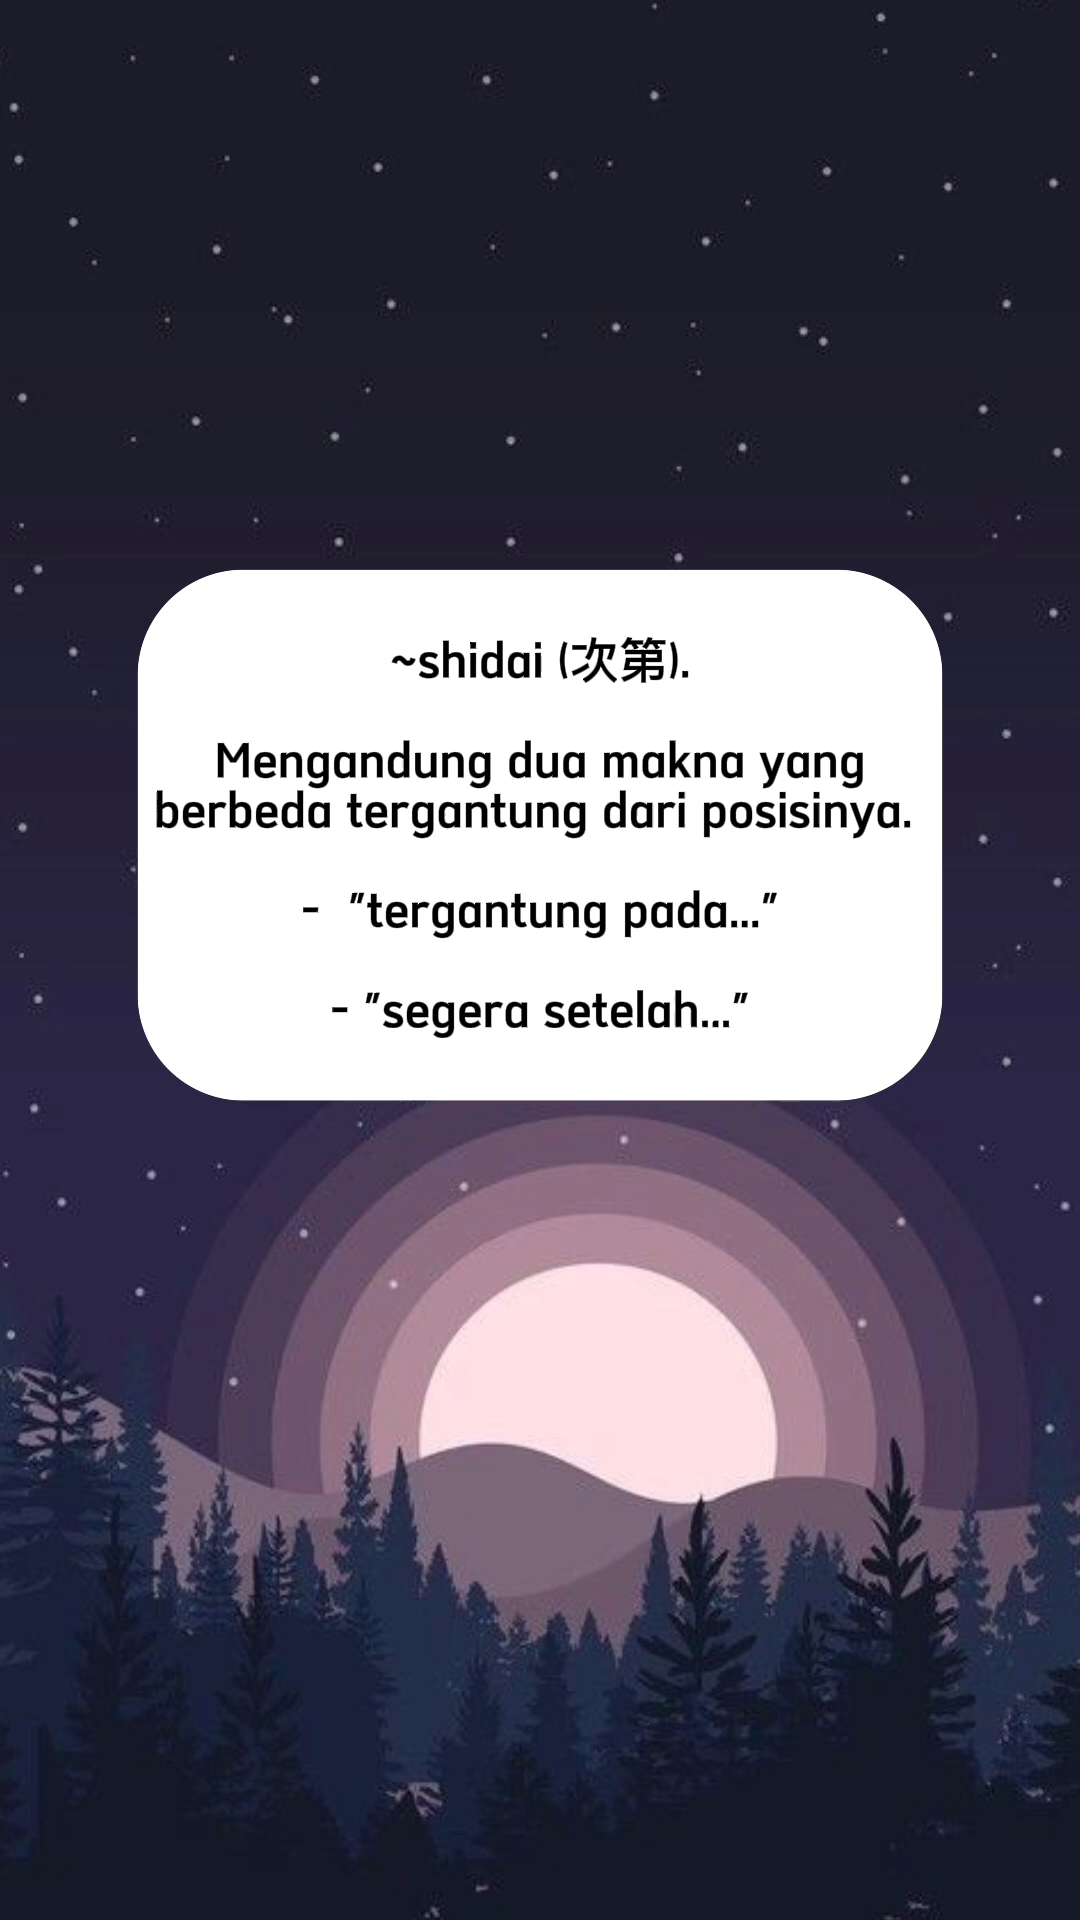 ~shidai (次第).
Mengandung dua makna yang
berbeda tergantung dari posisinya.
- "tergantung pada..."
- "segera setelah..."